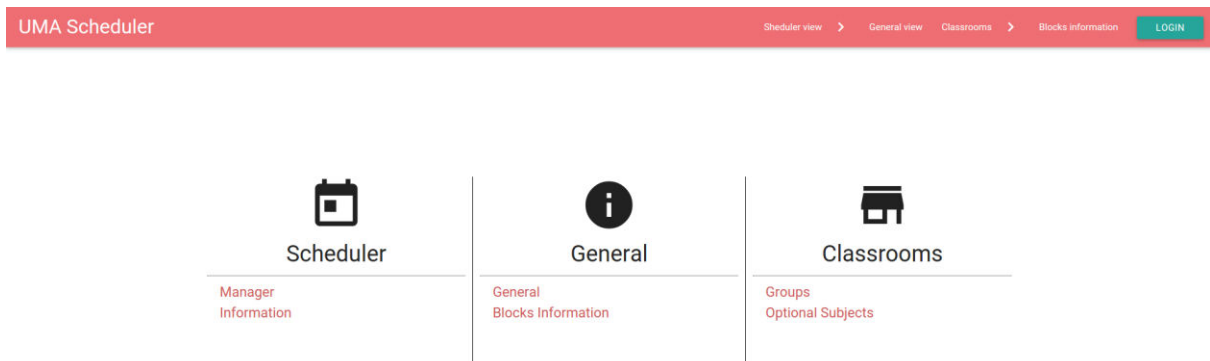 UMA Scheduler
Sheduler view
General view
Classrooms
Blocks information
LOGIN
Scheduler
General
Classrooms
Manager
Information
General
Blocks Information
Groups
Optional Subjects